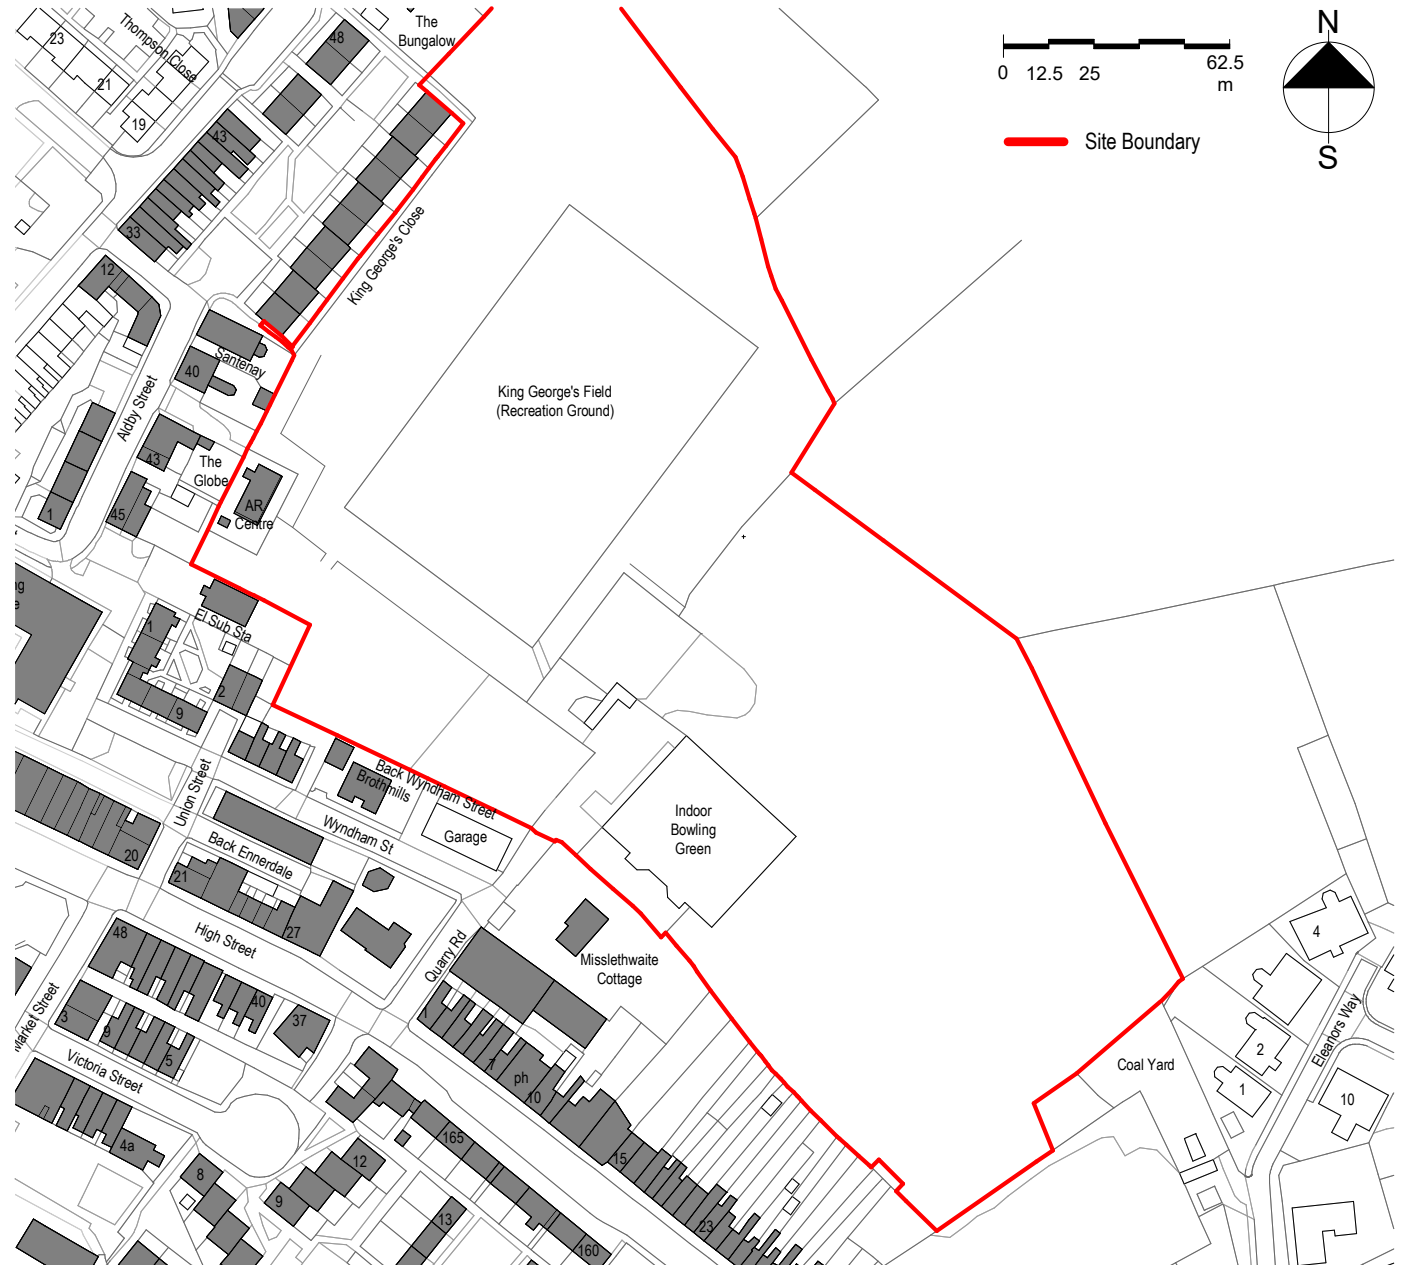 The
Bungalow
48
Thompson Close
23
21
19
43
33
12
King George's Close
Santenay
40
Aldby Street
43
The
Globe
AR
Centre
45
1
El Sub Sta
1
2
9
King George's Field
(Recreation Ground)
N
S
0
12.5
25
62.5
m
Site Boundary
Union Street
Back Wyndham Street
Brothmills
Garage
Wyndham St
Back Ennerdale
20
21
27
High Street
Quarry Rd
Indoor
Bowling
Green
Misslethwaite
Cottage
48
40
37
Market Street
3
9
5
Victoria Street
4a
8
9
12
13
165
160
1
7
ph
10
15
23
Coal Yard
4
2
1
10
Eleanors Way